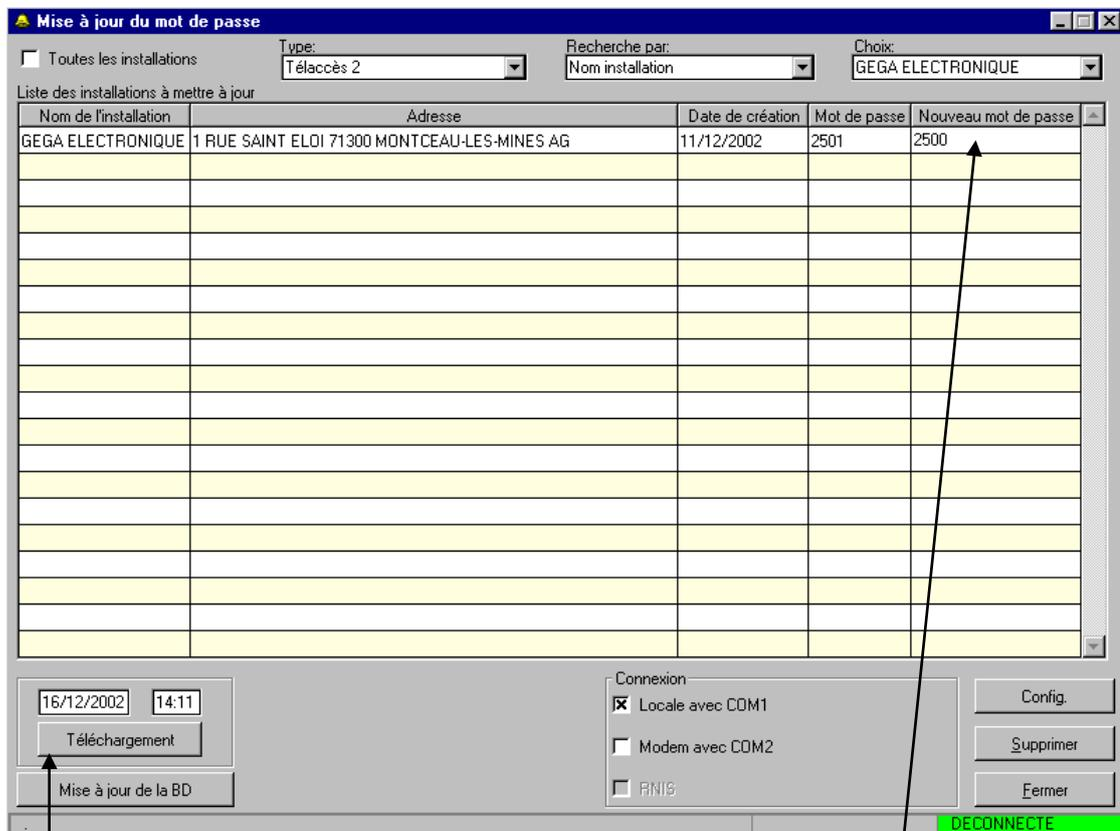 Mise à jour du mot de passe
Toutes les installations
Type:
Télaccès 2
Recherche par:
Nom installation
Choix:
GEGA ELECTRONIQUE
Liste des installations à mettre à jour
Nom de l'installation Adresse Date de création Mot de passe Nouveau mot de passe
GEGA ELECTRONIQUE 1 RUE SAINT ELOI 71300 MONTCEAU-LES-MINES AG 11/12/2002 2501 2500
16/12/2002 14:11
Téléchargement
Mise à jour de la BD
Connexion
Locale avec COM1
Modem avec COM2
RNIS
Config.
Supprimer
Fermer
DECONNECTE